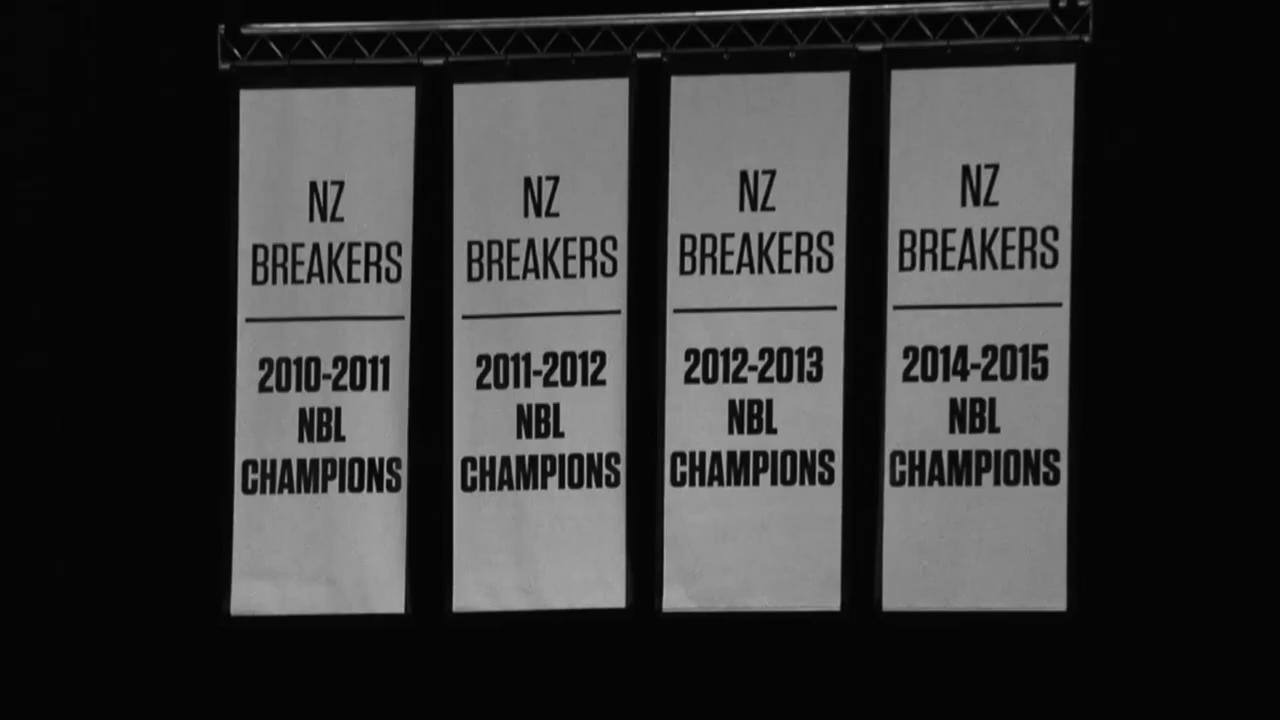 NZ
BREAKERS
2010-2011
NBL
CHAMPIONS
NZ
BREAKERS
2011-2012
NBL
CHAMPIONS
NZ
BREAKERS
2012-2013
NBL
CHAMPIONS
NZ
BREAKERS
2014-2015
NBL
CHAMPIONS